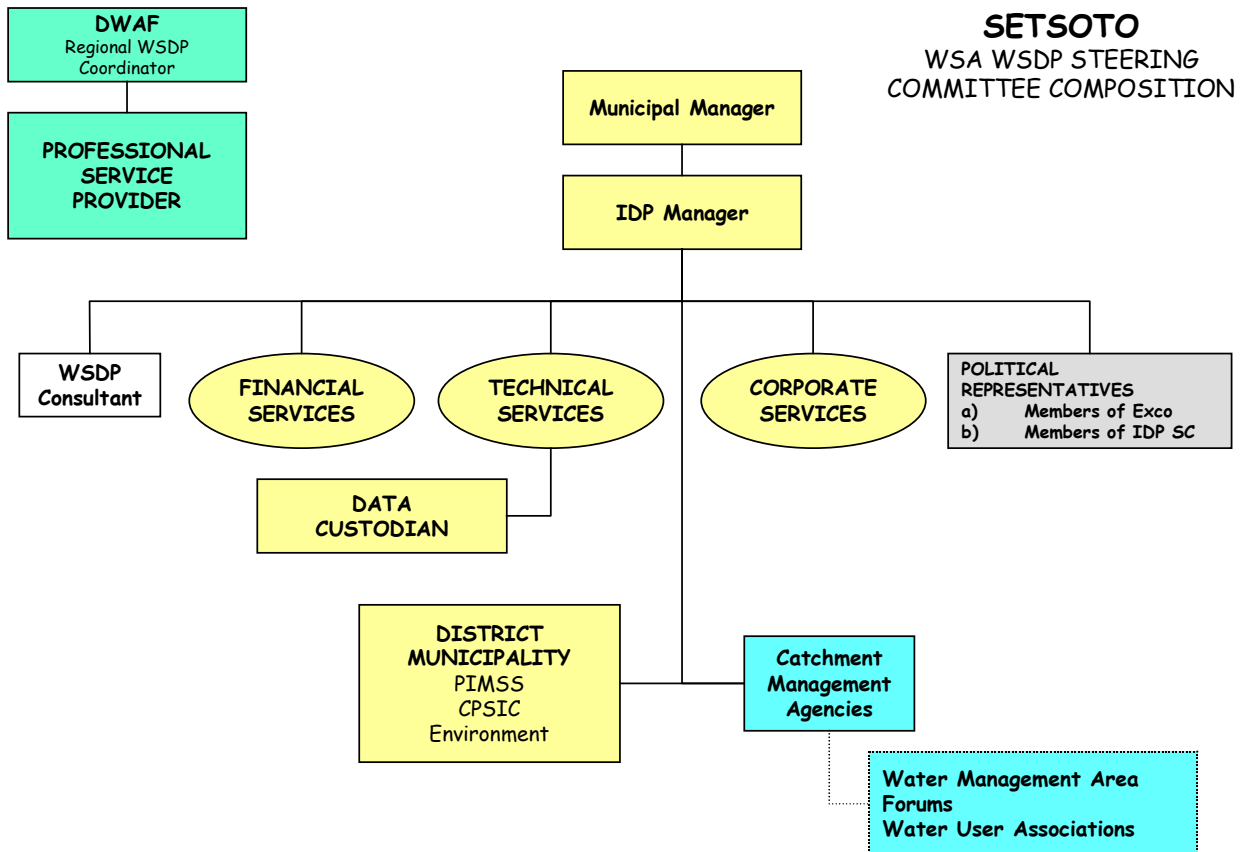 DWAF
Regional WSDP
Coordinator
SETSOTO
WSA WSDP STEERING
COMMITTEE COMPOSITION
PROFESSIONAL
SERVICE
PROVIDER
Municipal Manager
IDP Manager
WSDP
Consultant
FINANCIAL
SERVICES
TECHNICAL
SERVICES
CORPORATE
SERVICES
POLITICAL
REPRESENTATIVES
a) Members of Exco
b) Members of IDP SC
DATA
CUSTODIAN
DISTRICT
MUNICIPALITY
PIMSS
CPSIC
Environment
Catchment
Management
Agencies
Water Management Area
Forums
Water User Associations